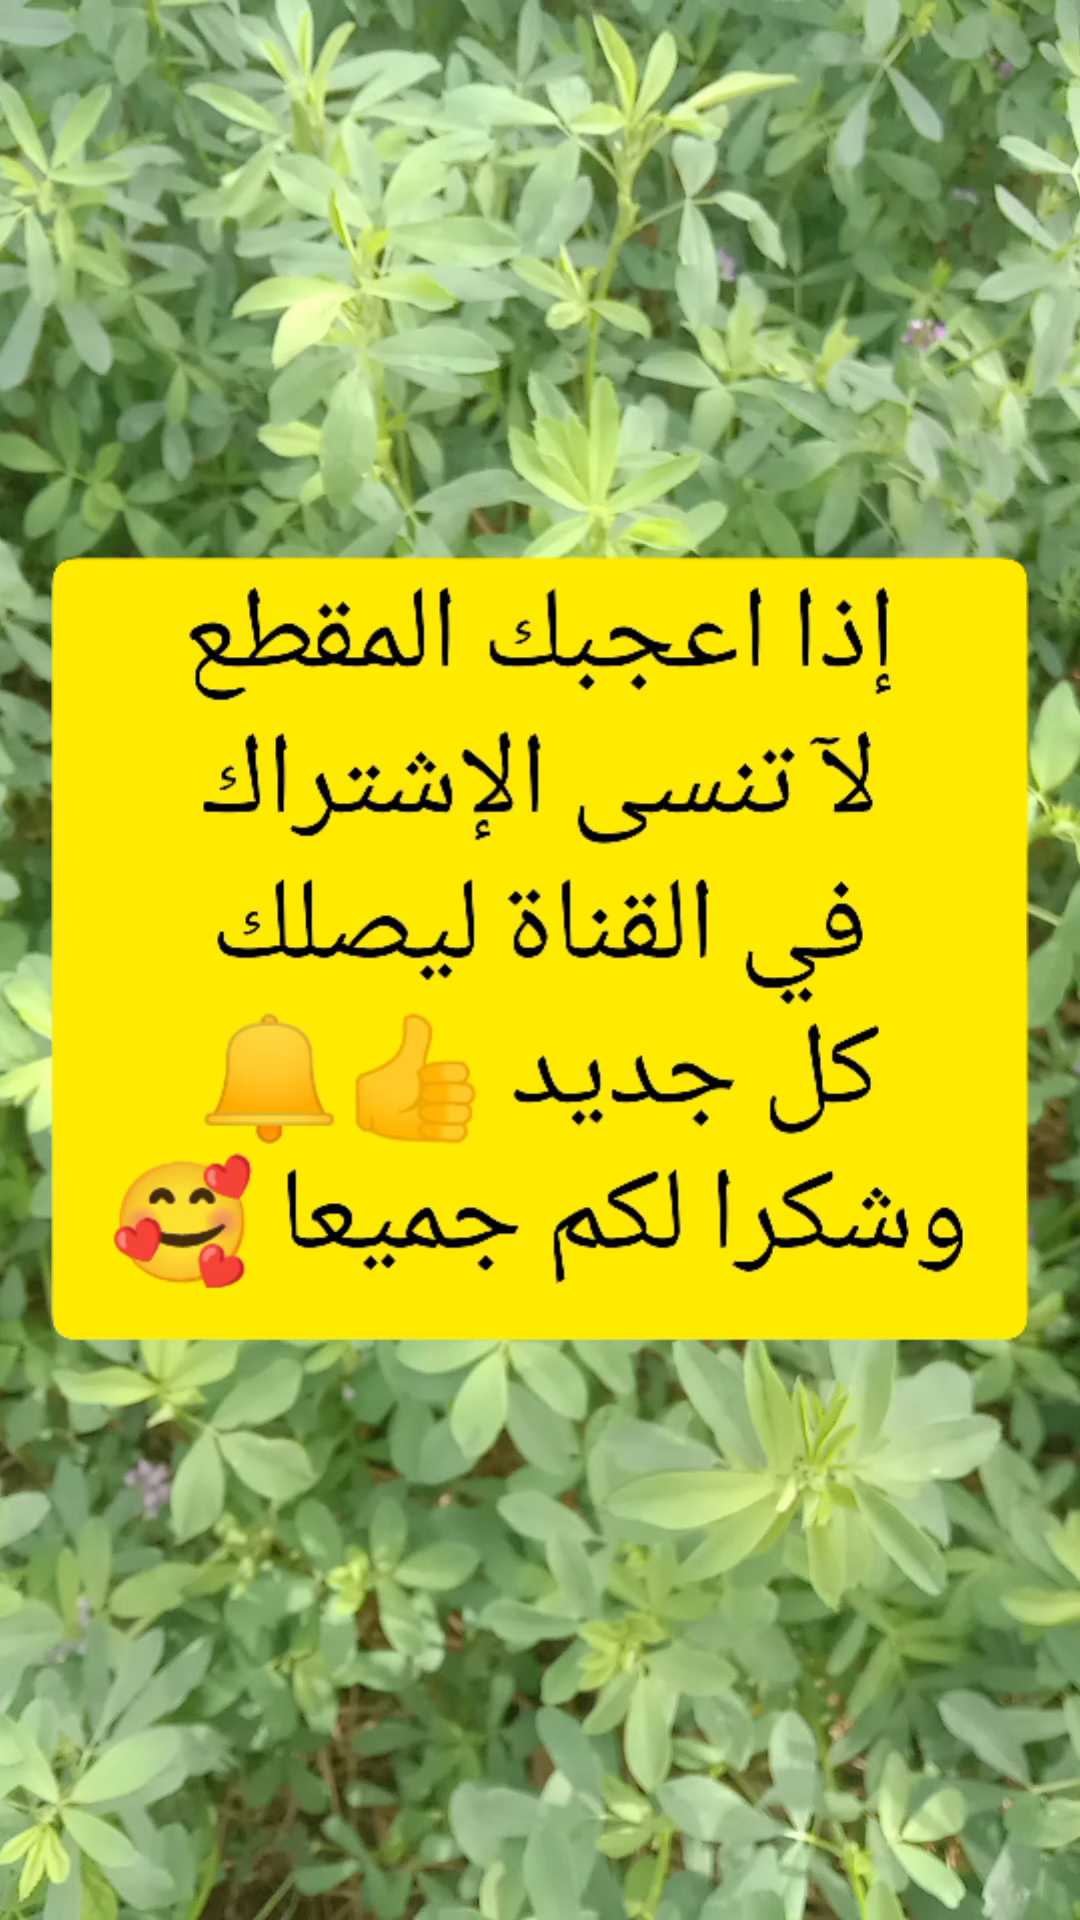 إذا اعجبك المقطع
لآ تنسى الإشتراك
في القناة ليصلك
كل جديد 👍🔔
وشكرا لكم جميعا 🥰